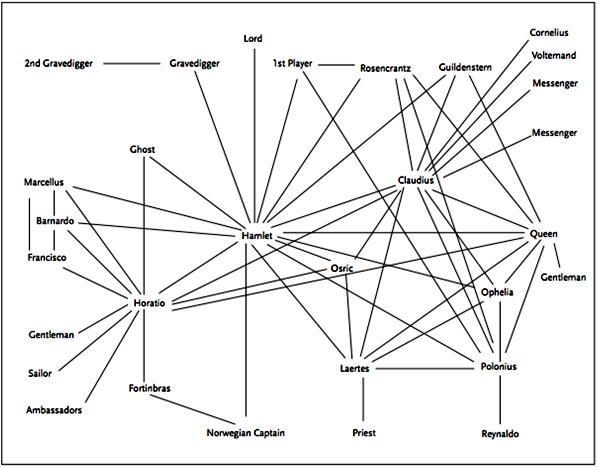 Cornelius
Lord
Voltemand
2nd Gravedigger
Gravedigger
1st Player
Rosencrantz
Guildenstern
Messenger
Messenger
Ghost
Marcellus
Claudius
Barnardo
Hamlet
Queen
Francisco
Osric
Gentleman
Ophelia
Horatio
Gentleman
Laertes
Polonius
Sailor
Fortinbras
Ambassadors
Norwegian Captain
Priest
Reynaldo